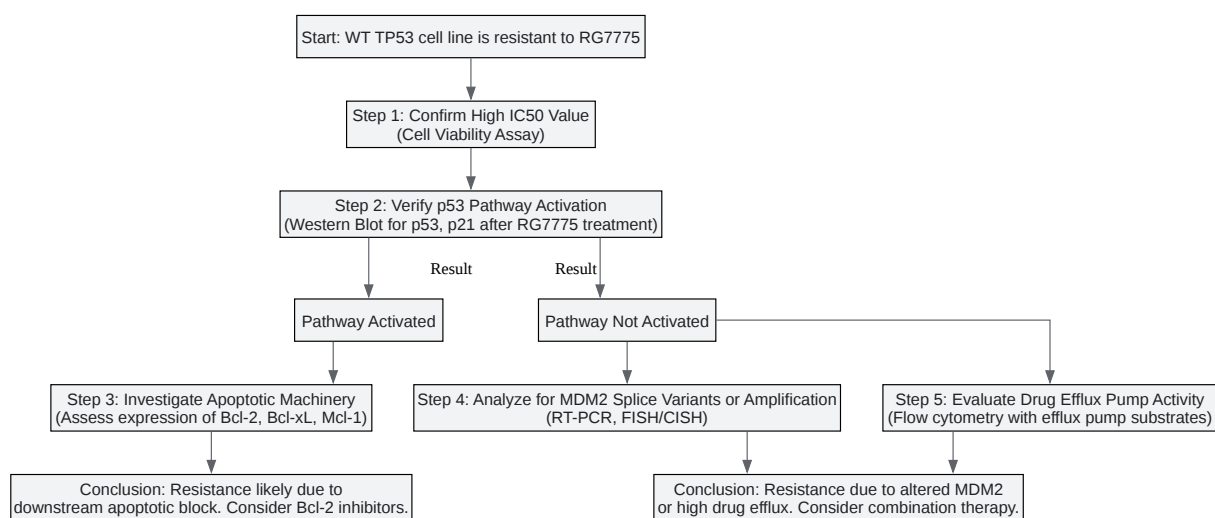 Start: WT TP53 cell line is resistant to RG7775
Step 1: Confirm High IC50 Value
(Cell Viability Assay)
Step 2: Verify p53 Pathway Activation
(Western Blot for p53, p21 after RG7775 treatment)
Result
Result
Pathway Activated
Pathway Not Activated
Step 3: Investigate Apoptotic Machinery
(Assess expression of Bcl-2, Bcl-xL, Mcl-1)
Step 4: Analyze for MDM2 Splice Variants or Amplification
(RT-PCR, FISH/CISH)
Step 5: Evaluate Drug Efflux Pump Activity
(Flow cytometry with efflux pump substrates)
Conclusion: Resistance likely due to
downstream apoptotic block. Consider Bcl-2 inhibitors.
Conclusion: Resistance due to altered MDM2
or high drug efflux. Consider combination therapy.